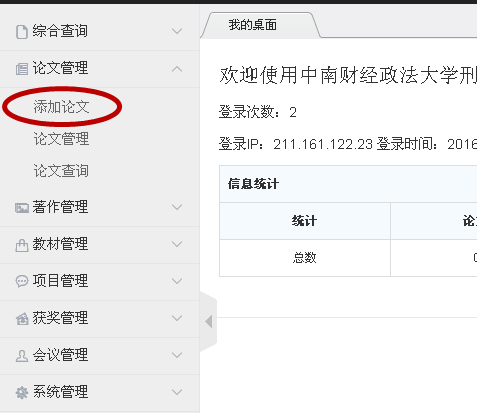 综合查询
论文管理
添加论文
论文管理
论文查询
著作管理
教材管理
项目管理
获奖管理
会议管理
系统管理
我的桌面
欢迎使用中南财经政法大学刑
登录次数：2
登录IP：211.161.122.23 登录时间：2016
信息统计
统计 论
总数